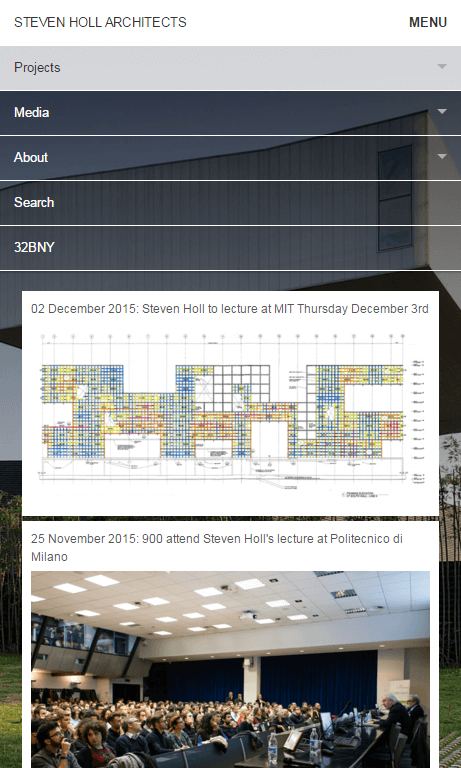 STEVEN HOLL ARCHITECTS MENU
Projects
Media
About
Search
32BNY
02 December 2015: Steven Holl to lecture at MIT Thursday December 3rd
25 November 2015: 900 attend Steven Holl's lecture at Politecnico di
Milano